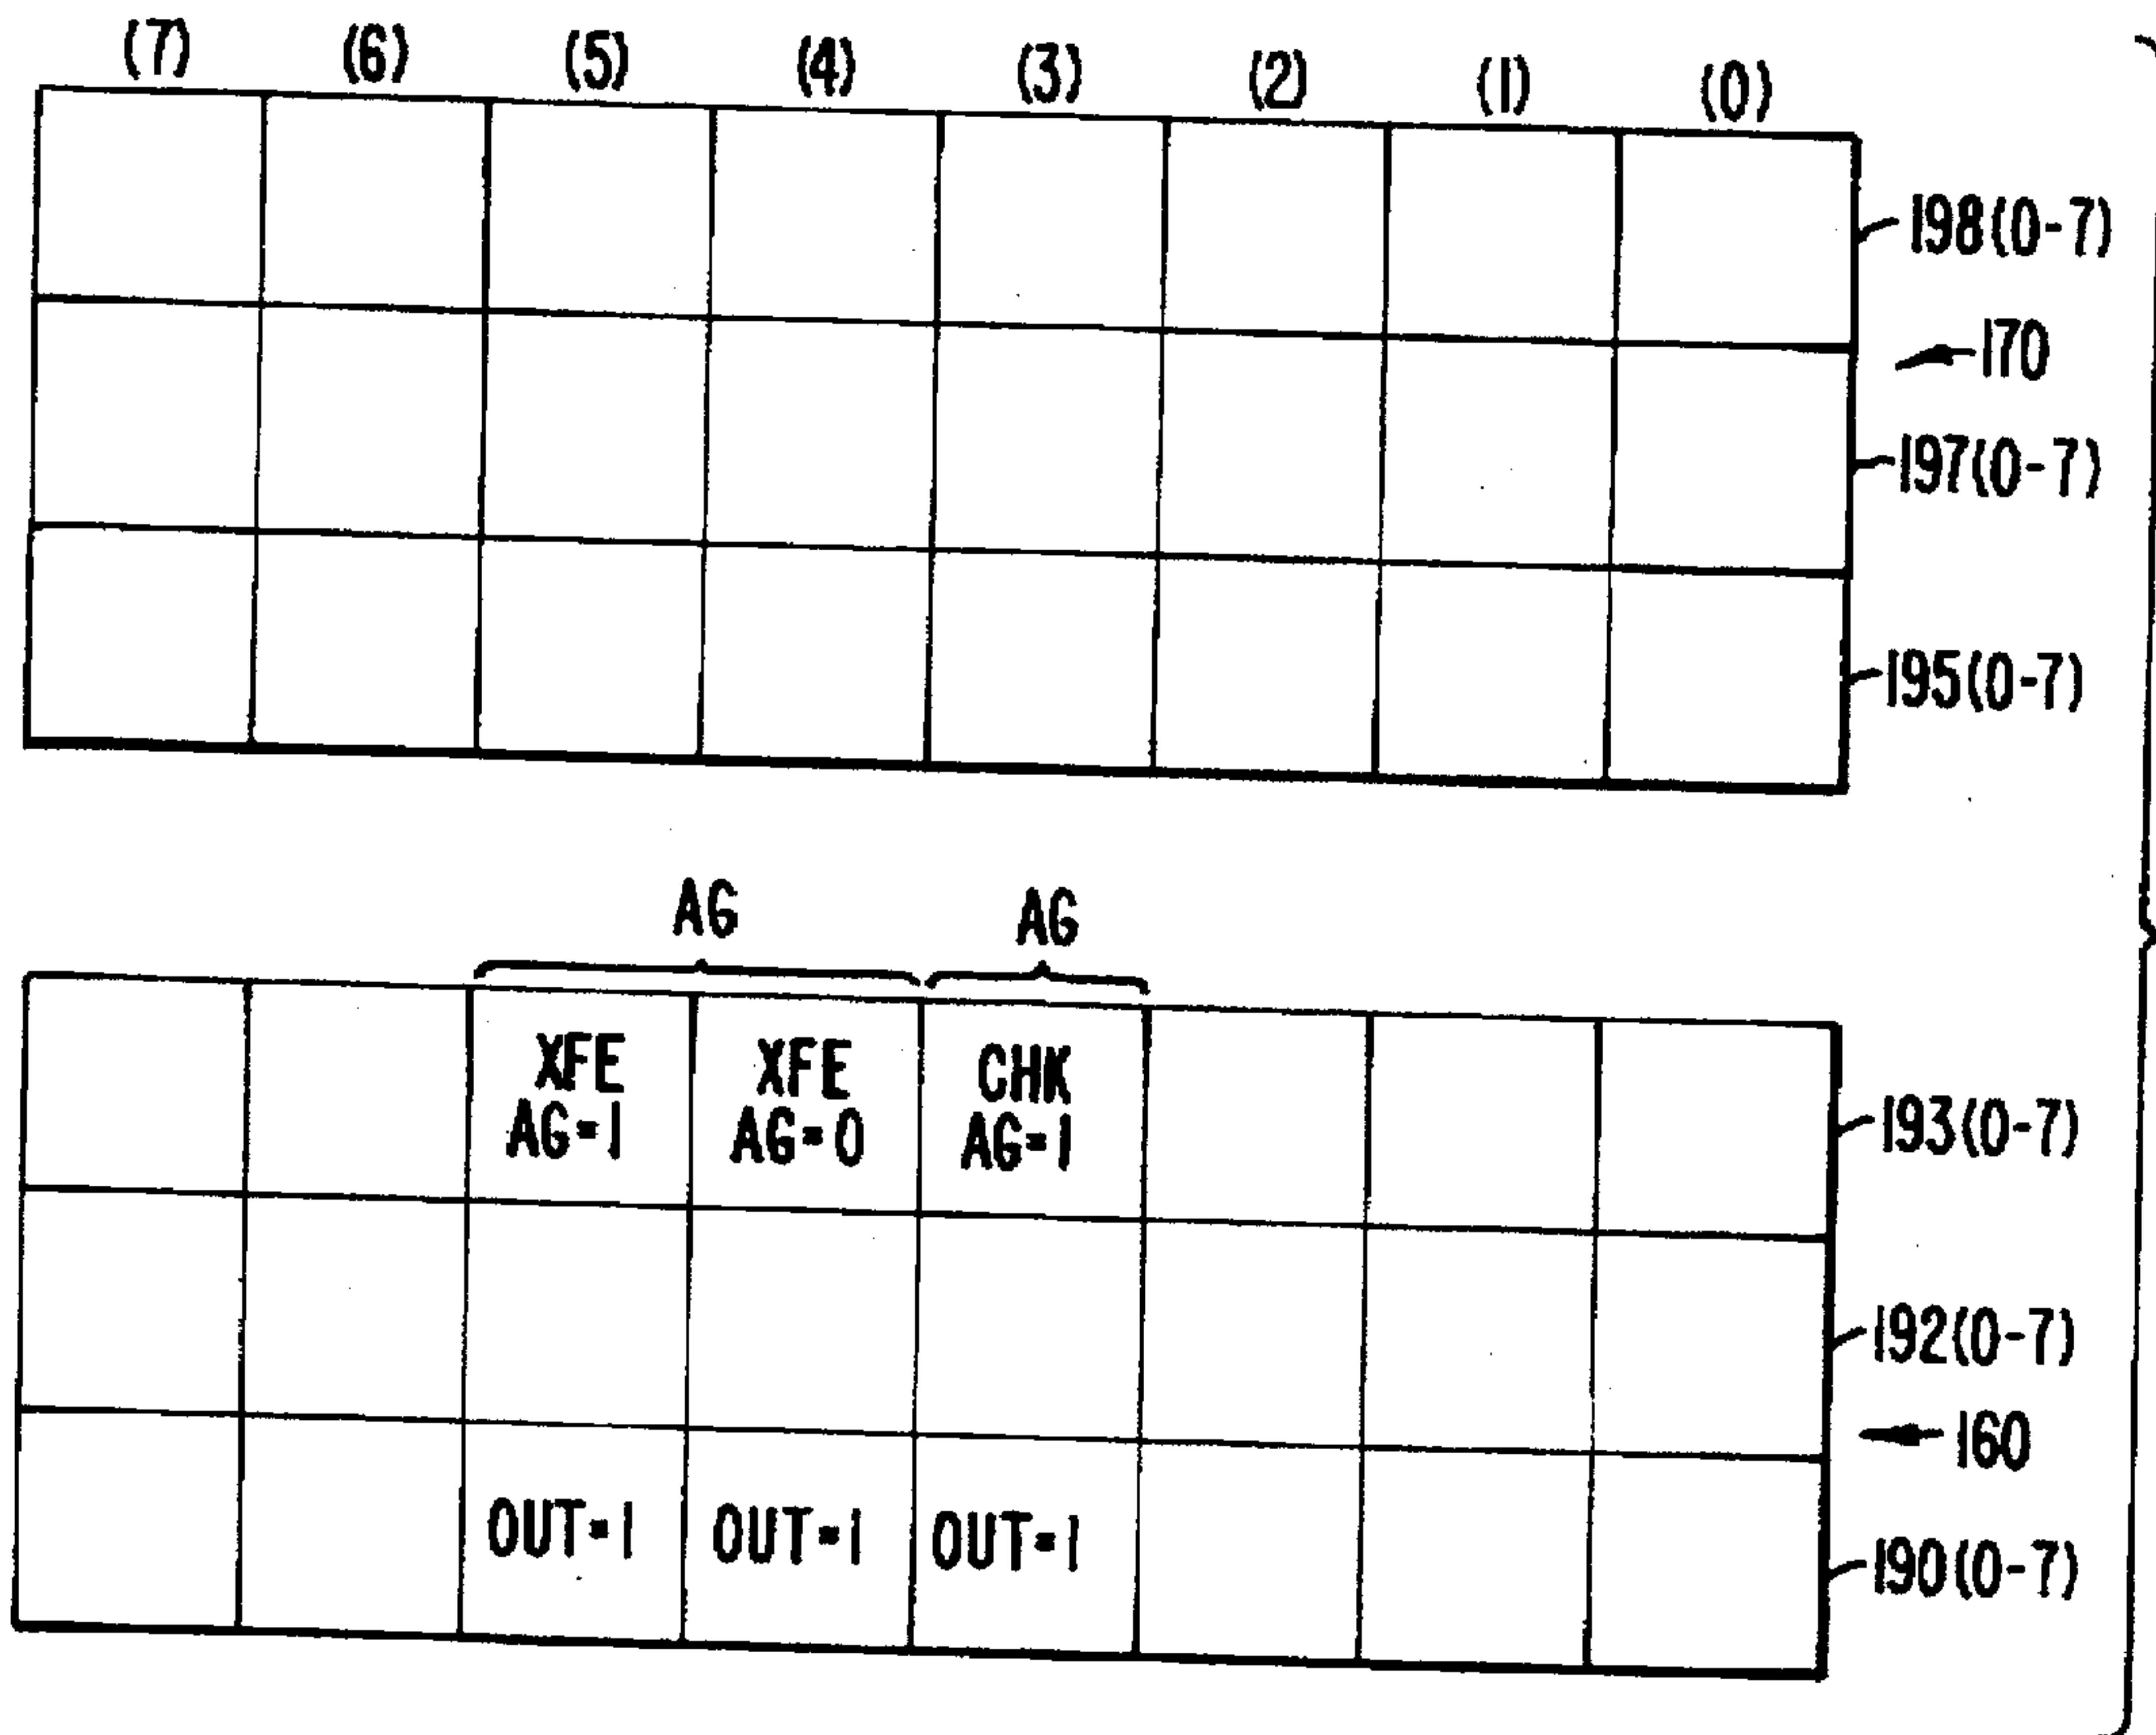 (7) (6) (5) (4) (3) (2) (1) (0)
198(0-7)
170
197(0-7)
195(0-7)
AG AG
XFE XFE CHK
AG=1 AG=0 AG=1
193(0-7)
192(0-7)
160
OUT=1 OUT=1 OUT=1
190(0-7)